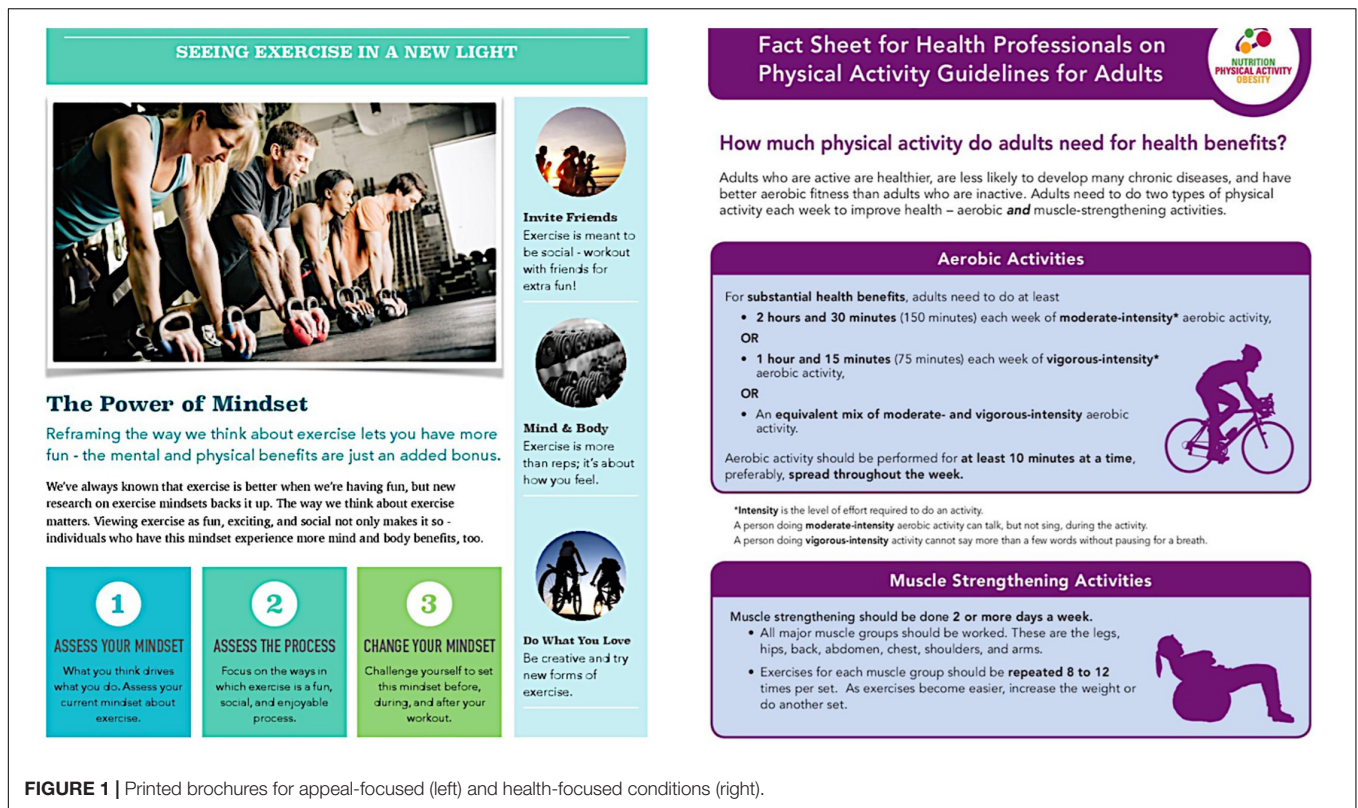 SEEING EXERCISE IN A NEW LIGHT
Invite Friends
Exercise is meant to
be social - workout
with friends for
extra fun!
Mind & Body
Exercise is more
than reps; it's about
how you feel.
Do What You Love
Be creative and try
new forms of
exercise.
The Power of Mindset
Reframing the way we think about exercise lets you have more
fun - the mental and physical benefits are just an added bonus.
We've always known that exercise is better when we're having fun, but new
research on exercise mindsets backs it up. The way we think about exercise
matters. Viewing exercise as fun, exciting, and social not only makes it so -
individuals who have this mindset experience more mind and body benefits, too.
1
ASSESS YOUR MINDSET
What you think drives
what you do. Assess your
current mindset about
exercise.
2
ASSESS THE PROCESS
Focus on the ways in
which exercise is a fun,
social, and enjoyable
process.
3
CHANGE YOUR MINDSET
Challenge yourself to set
this mindset before,
during, and after your
workout.
Fact Sheet for Health Professionals on
Physical Activity Guidelines for Adults
NUTRITION
PHYSICAL ACTIVITY
OBESITY
How much physical activity do adults need for health benefits?
Adults who are active are healthier, are less likely to develop many chronic diseases, and have
better aerobic fitness than adults who are inactive. Adults need to do two types of physical
activity each week to improve health – aerobic and muscle-strengthening activities.
Aerobic Activities
For substantial health benefits, adults need to do at least
• 2 hours and 30 minutes (150 minutes) each week of moderate-intensity* aerobic activity,
OR
• 1 hour and 15 minutes (75 minutes) each week of vigorous-intensity*
aerobic activity,
OR
• An equivalent mix of moderate- and vigorous-intensity aerobic
activity.
Aerobic activity should be performed for at least 10 minutes at a time,
preferably, spread throughout the week.
*Intensity is the level of effort required to do an activity.
A person doing moderate-intensity aerobic activity can talk, but not sing, during the activity.
A person doing vigorous-intensity activity cannot say more than a few words without pausing for a breath.
Muscle Strengthening Activities
Muscle strengthening should be done 2 or more days a week.
• All major muscle groups should be worked. These are the legs,
hips, back, abdomen, chest, shoulders, and arms.
• Exercises for each muscle group should be repeated 8 to 12
times per set. As exercises become easier, increase the weight or
do another set.
FIGURE 1 | Printed brochures for appeal-focused (left) and health-focused conditions (right).